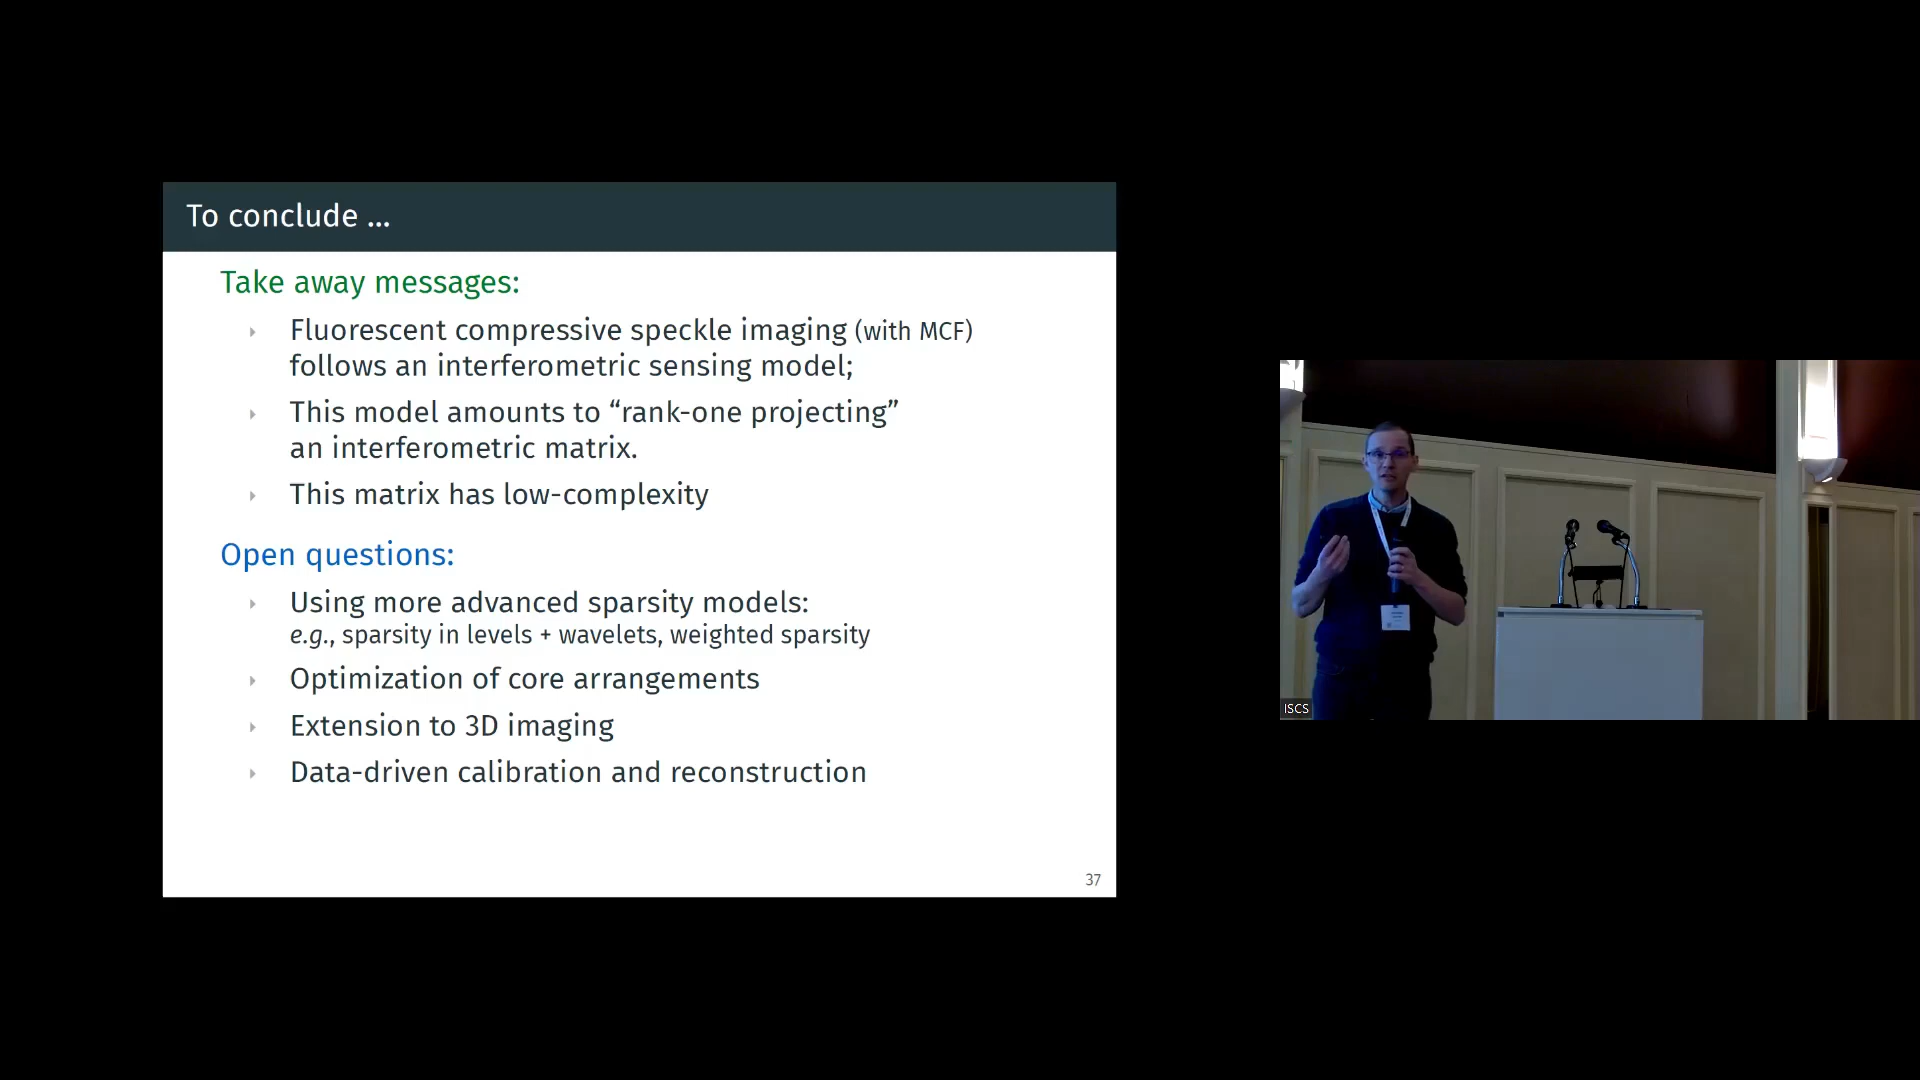 To conclude ...
Take away messages:
Fluorescent compressive speckle imaging (with MCF)
follows an interferometric sensing model;
This model amounts to “rank-one projecting”
an interferometric matrix.
This matrix has low-complexity
Open questions:
Using more advanced sparsity models:
e.g., sparsity in levels + wavelets, weighted sparsity
Optimization of core arrangements
Extension to 3D imaging
Data-driven calibration and reconstruction
37
ISCS